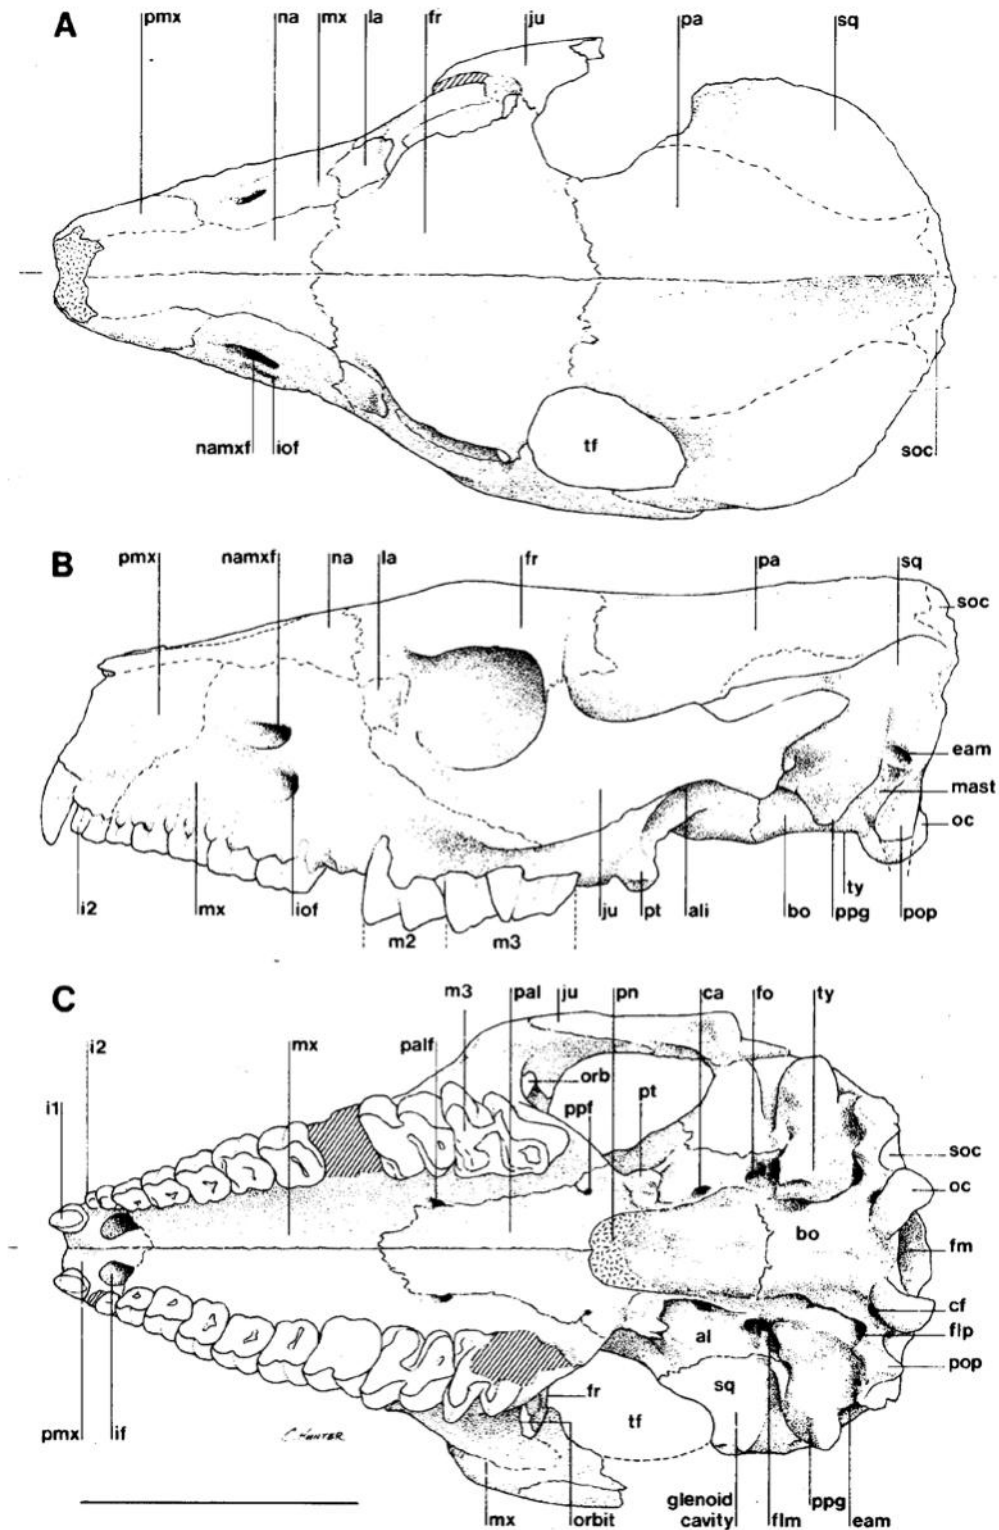 A
pmx na mx la fr ju pa sq
tf
namxf iof soc
B
pmx namxf na la fr pa sq
soc
eam
mast
oc
i2 mx iof ju pt ali bo ppg ty pop
m2 m3
C
m3 pal ju pn ca fo ty
i2 mx palf
i1 orb
ppf pt
soc
oc
bo
fm
cf
al flp
sq pop
fr
tf
pmx if C HUNTER
mx orbit glenoid cavity flm ppg eam